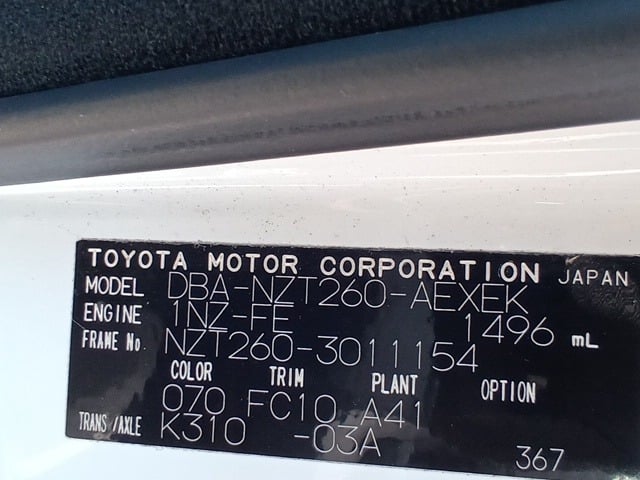 TOYOTA MOTOR CORPORATION JAPAN
MODEL DBA-NZT260-AEXEK
ENGINE 1NZ-FE 1496 mL
FRAME No. NZT260-3011154
COLOR TRIM PLANT OPTION
070 FC10 A41
TRANS/AXLE K310 -03A
367